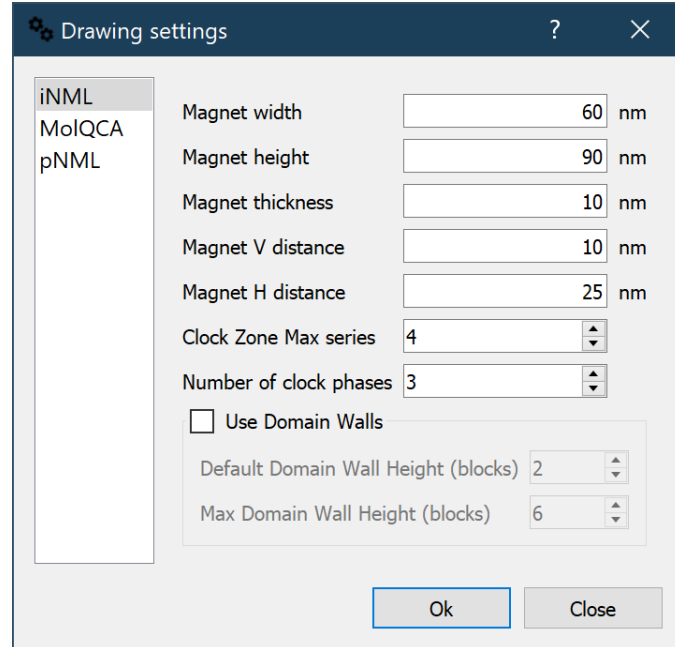 Drawing settings ?
iNML
MolQCA
pNML
Magnet width 60 nm
Magnet height 90 nm
Magnet thickness 10 nm
Magnet V distance 10 nm
Magnet H distance 25 nm
Clock Zone Max series 4
Number of clock phases 3
Use Domain Walls
Default Domain Wall Height (blocks) 2
Max Domain Wall Height (blocks) 6
Ok Close